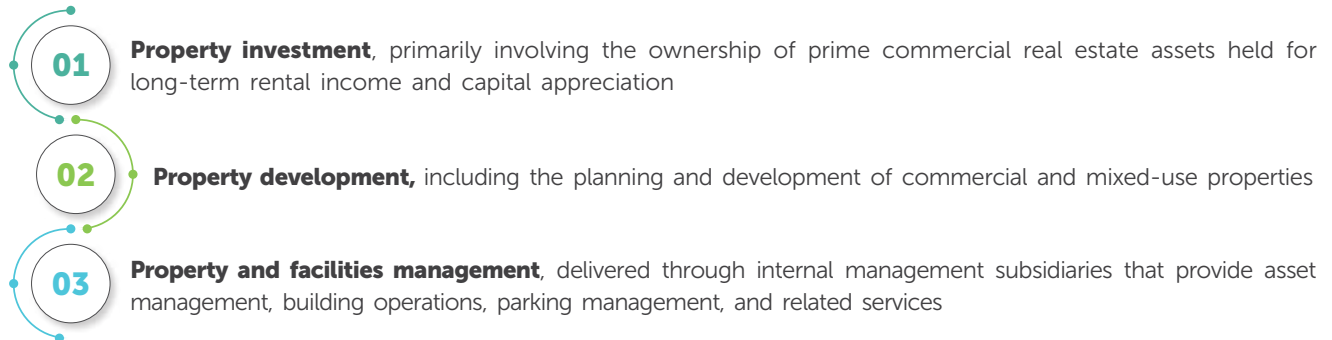 01
Property investment, primarily involving the ownership of prime commercial real estate assets held for
long-term rental income and capital appreciation
02
Property development, including the planning and development of commercial and mixed-use properties
03
Property and facilities management, delivered through internal management subsidiaries that provide asset
management, building operations, parking management, and related services